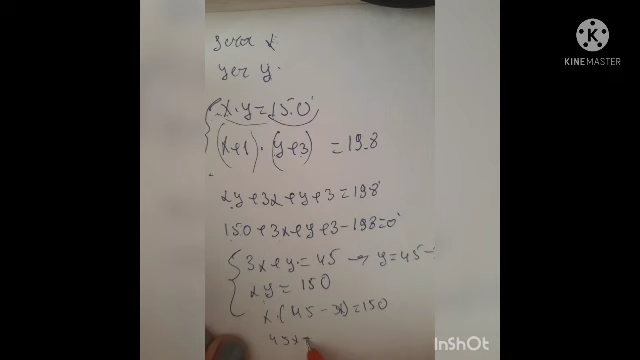 x
yer y.
x·y=150
(x+1)·(y+3)=198
xy+3x+y+3=198
150+3x+y+3-198=0
3x+y=45 → y=45-
xy=150
x·(45-3x)=150
45x-
K
KINEMASTER
InShOt